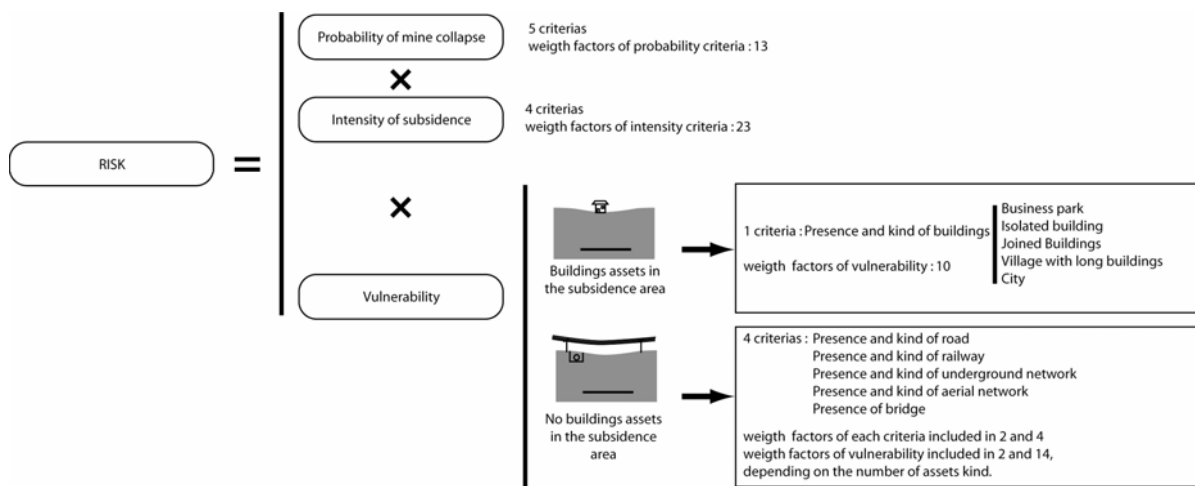 Probability of mine collapse
5 criterias
weigth factors of probability criteria : 13
Intensity of subsidence
4 criterias
weigth factors of intensity criteria : 23
RISK
Vulnerability
Buildings assets in
the subsidence area
1 criteria : Presence and kind of buildings
weigth factors of vulnerability : 10
Business park
Isolated building
Joined Buildings
Village with long buildings
City
No buildings assets
in the subsidence
area
4 criterias : Presence and kind of road
Presence and kind of railway
Presence and kind of underground network
Presence and kind of aerial network
Presence of bridge
weigth factors of each criteria included in 2 and 4
weigth factors of vulnerability included in 2 and 14,
depending on the number of assets kind.